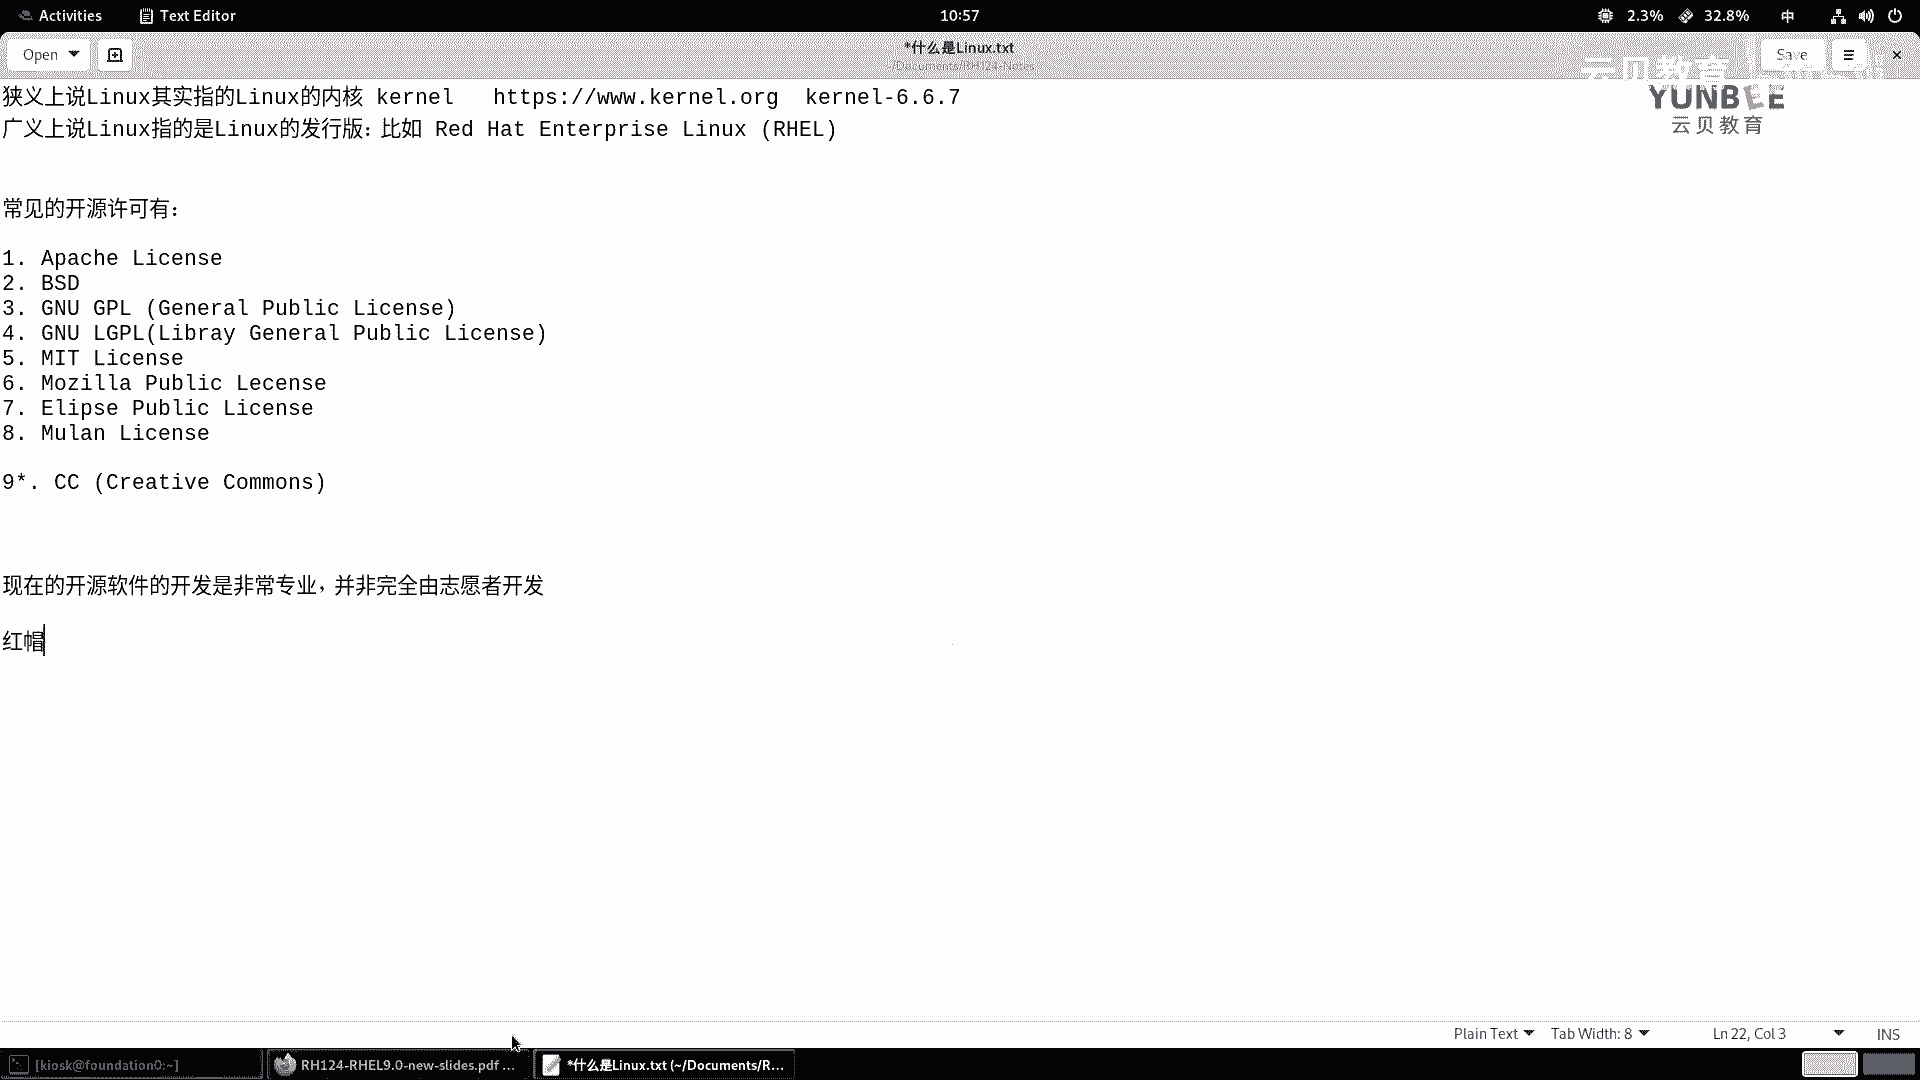 Activities
Text Editor
10:57
2.3%
32.8%
中
Open
*什么是Linux.txt
~/Documents/RH124-Notes
Save
云贝教育
YUNBEE
云贝教育
狭义上说Linux其实指的Linux的内核 kernel   https://www.kernel.org  kernel-6.6.7
广义上说Linux指的是Linux的发行版：比如 Red Hat Enterprise Linux (RHEL)
常见的开源许可有：
1. Apache License
2. BSD
3. GNU GPL (General Public License)
4. GNU LGPL(Libray General Public License)
5. MIT License
6. Mozilla Public Lecense
7. Elipse Public License
8. Mulan License
9*. CC (Creative Commons)
现在的开源软件的开发是非常专业，并非完全由志愿者开发
红帽
Plain Text
Tab Width: 8
Ln 22, Col 3
INS
[kiosk@foundation0:~]
RH124-RHEL9.0-new-slides.pdf ...
*什么是Linux.txt (~/Documents/R...